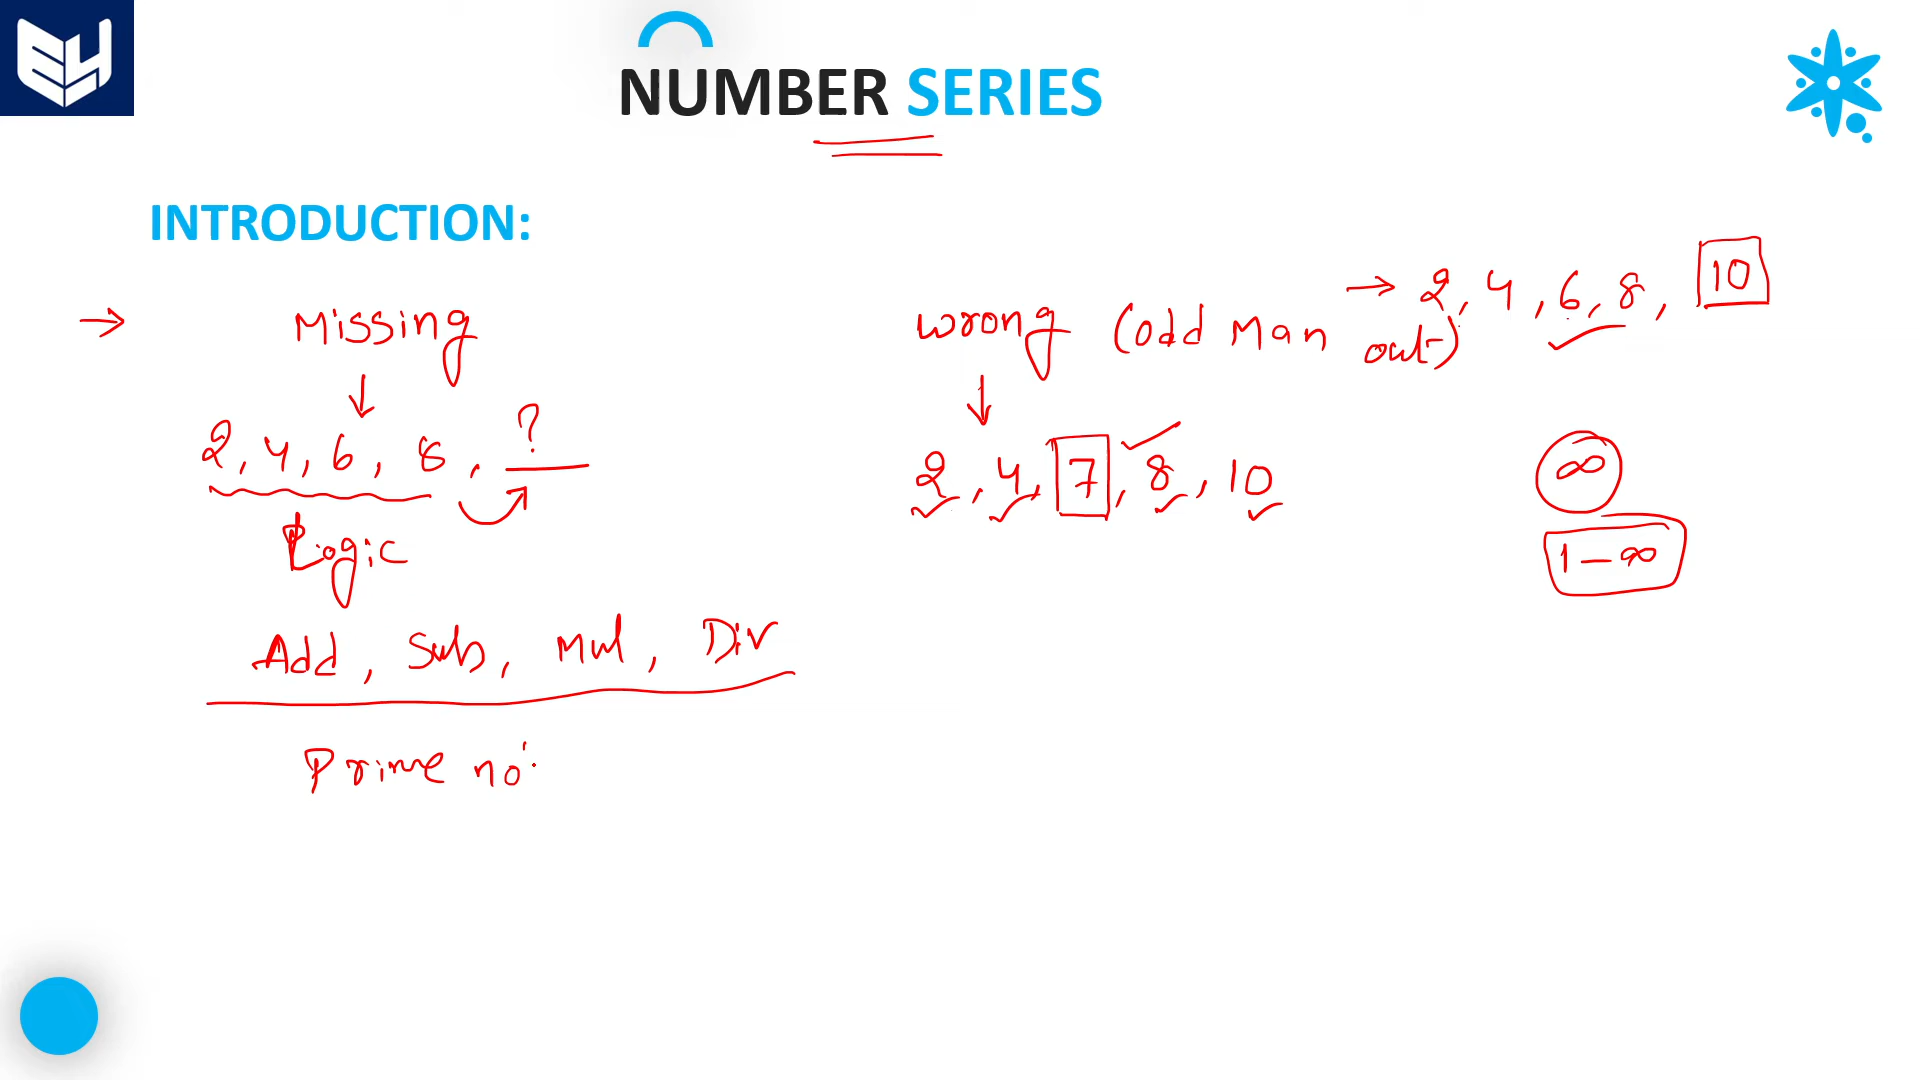 E4
NUMBER SERIES
INTRODUCTION:
→ Missing
↓
2, 4, 6, 8, ?
Logic
Add, Sub, Mul, Div
Prime no:
Wrong (odd Man out)
→ 2, 4, 6, 8, 10
↓
2, 4, 7, 8, 10
∞
1 – ∞